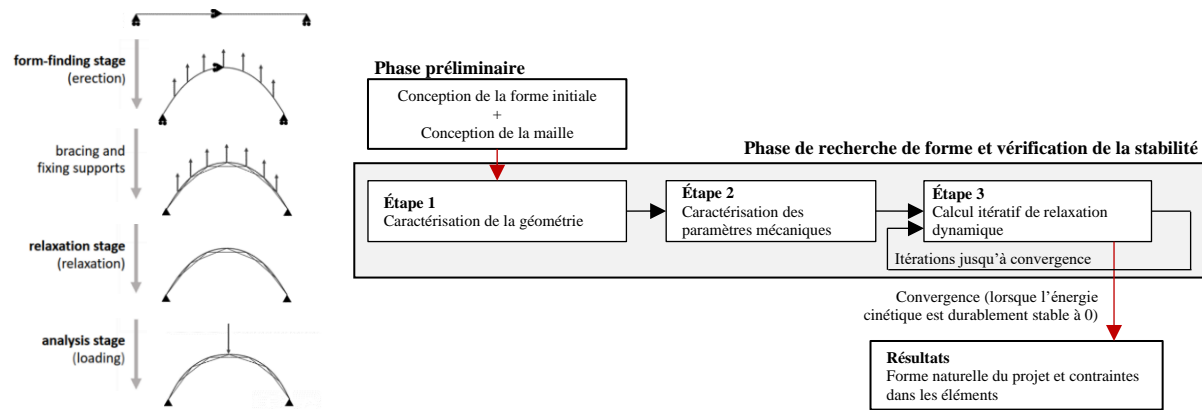 form-finding stage
(erection)
bracing and
fixing supports
relaxation stage
(relaxation)
analysis stage
(loading)
Phase préliminaire
Conception de la forme initiale
+
Conception de la maille
Phase de recherche de forme et vérification de la stabilité
Étape 1
Caractérisation de la géométrie
Étape 2
Caractérisation des
paramètres mécaniques
Étape 3
Calcul itératif de relaxation
dynamique
Itérations jusqu’à convergence
Convergence (lorsque l’énergie
cinétique est durablement stable à 0)
Résultats
Forme naturelle du projet et contraintes
dans les éléments